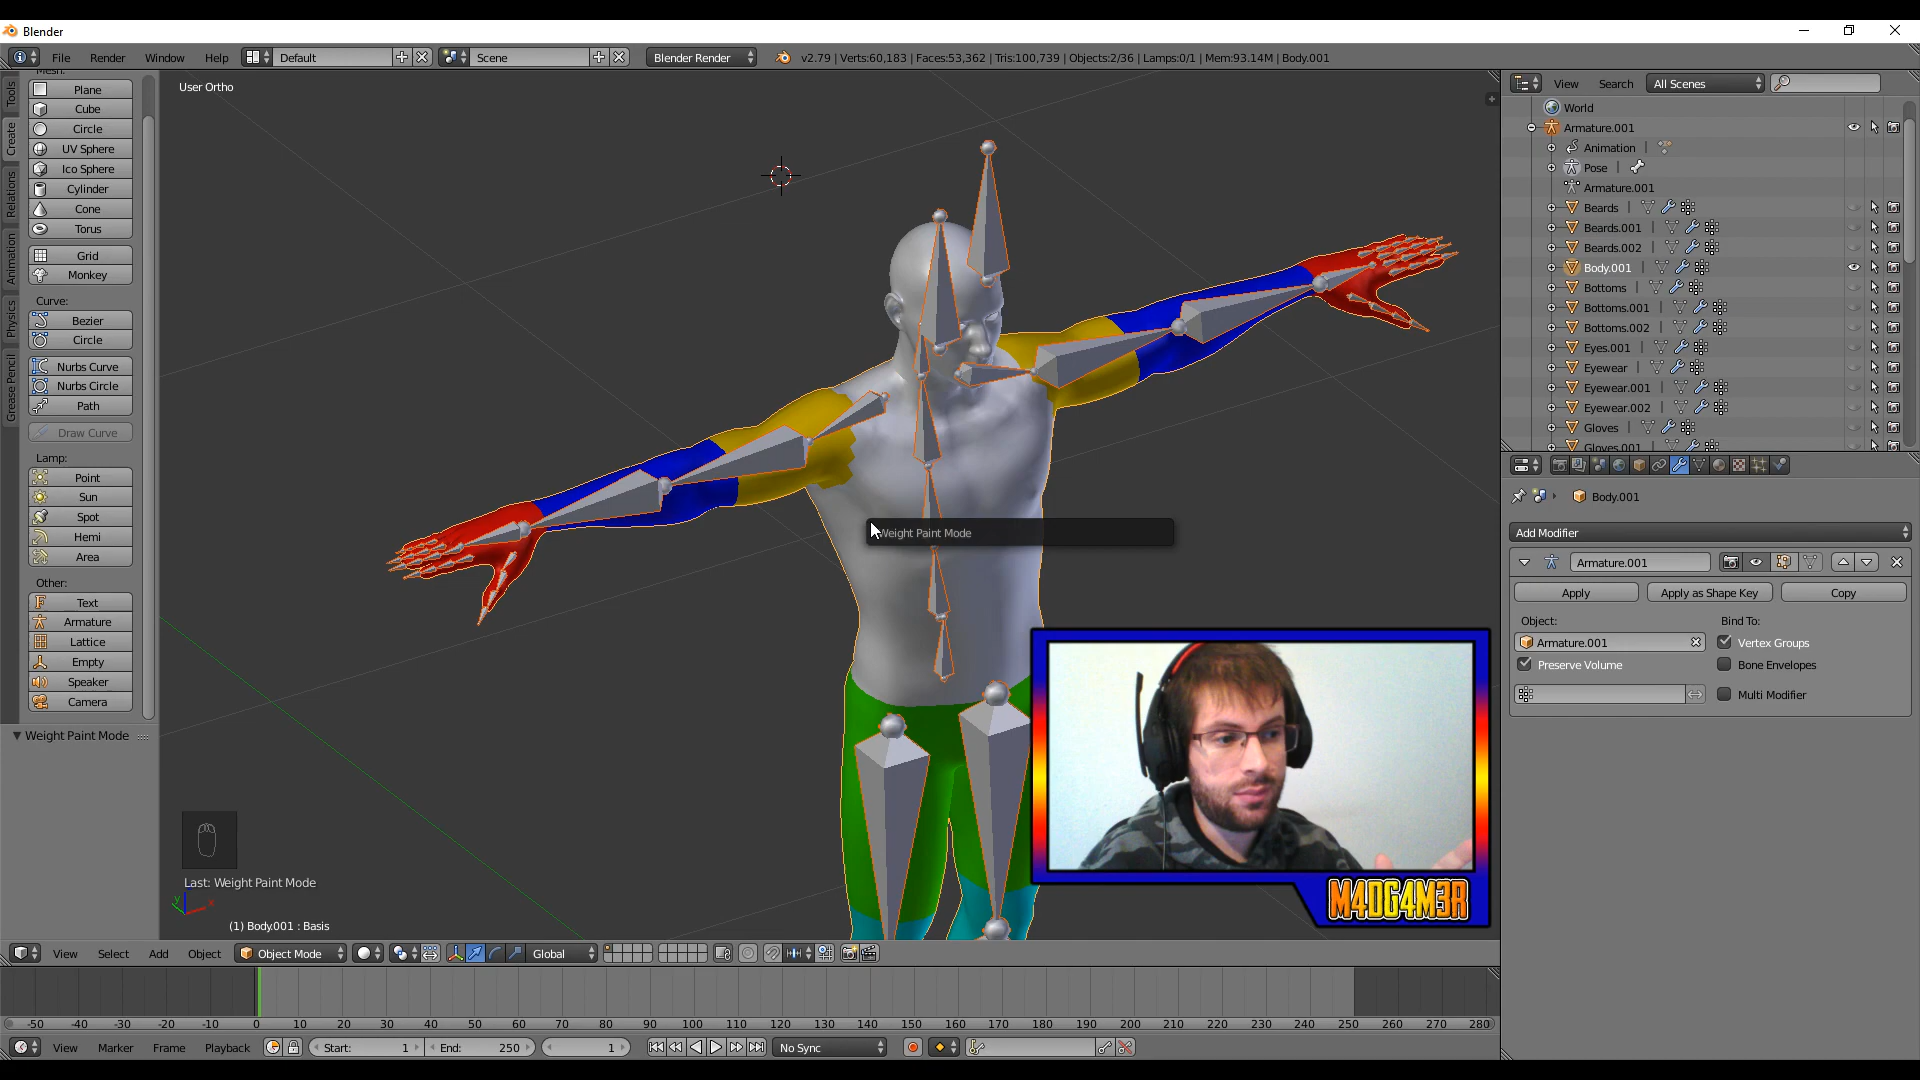 Blender
File Render Window Help Default Scene Blender Render v2.79 | Verts:60,183 | Faces:53,362 | Tris:100,739 | Objects:2/36 | Lamps:0/1 | Mem:93.14M | Body.001
Mesh:
Plane
Cube
Circle
UV Sphere
Ico Sphere
Cylinder
Cone
Torus
Grid
Monkey
Curve:
Bezier
Circle
Nurbs Curve
Nurbs Circle
Path
Draw Curve
Lamp:
Point
Sun
Spot
Hemi
Area
Other:
Text
Armature
Lattice
Empty
Speaker
Camera
Weight Paint Mode
Tools
Create
Relations
Animation
Physics
Grease Pencil
User Ortho
Weight Paint Mode
Last: Weight Paint Mode
(1) Body.001 : Basis
M4DG4M3R
View Select Add Object Object Mode Global
View Search All Scenes
World
Armature.001
Animation
Pose
Armature.001
Beards
Beards.001
Beards.002
Body.001
Bottoms
Bottoms.001
Bottoms.002
Eyes.001
Eyewear
Eyewear.001
Eyewear.002
Gloves
Gloves.001
Body.001
Add Modifier
Armature.001
Apply Apply as Shape Key Copy
Object: Bind To:
Armature.001 Vertex Groups
Preserve Volume Bone Envelopes
Multi Modifier
-50 -40 -30 -20 -10 0 10 20 30 40 50 60 70 80 90 100 110 120 130 140 150 160 170 180 190 200 210 220 230 240 250 260 270 280
View Marker Frame Playback Start: 1 End: 250 1 No Sync